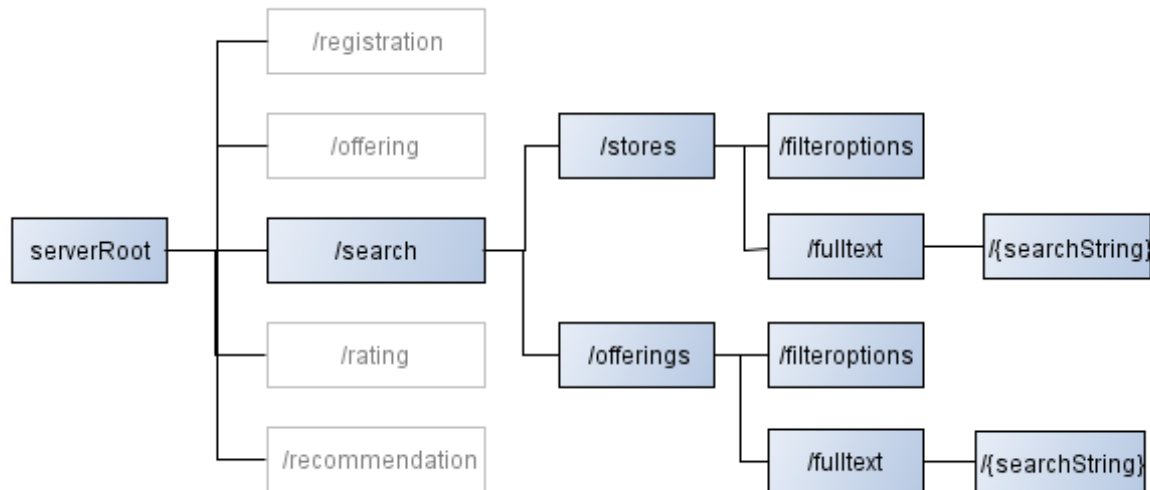 /registration
/offering
/stores
/filteroptions
serverRoot
/search
/fulltext
/{searchString}
/rating
/offerings
/filteroptions
/recommendation
/fulltext
/{searchString}